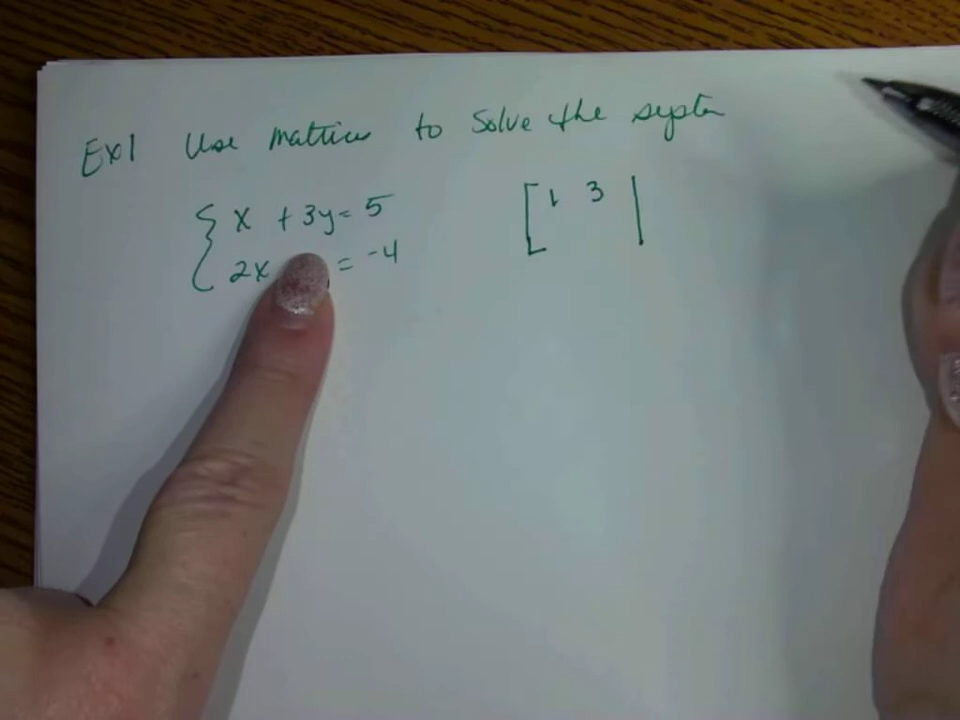 Ex1 Use matrices to solve the system
{ x + 3y = 5 [ 1 3 |
2x = -4